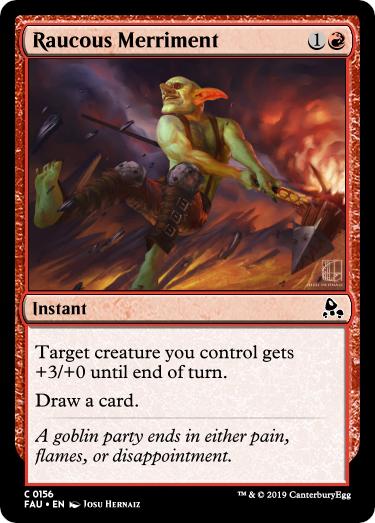 Raucous Merriment 1
Instant
Target creature you control gets
+3/+0 until end of turn.
Draw a card.
A goblin party ends in either pain,
flames, or disappointment.
C 0156
FAU • EN Josu Hernaiz
™ & © 2019 CanterburyEgg